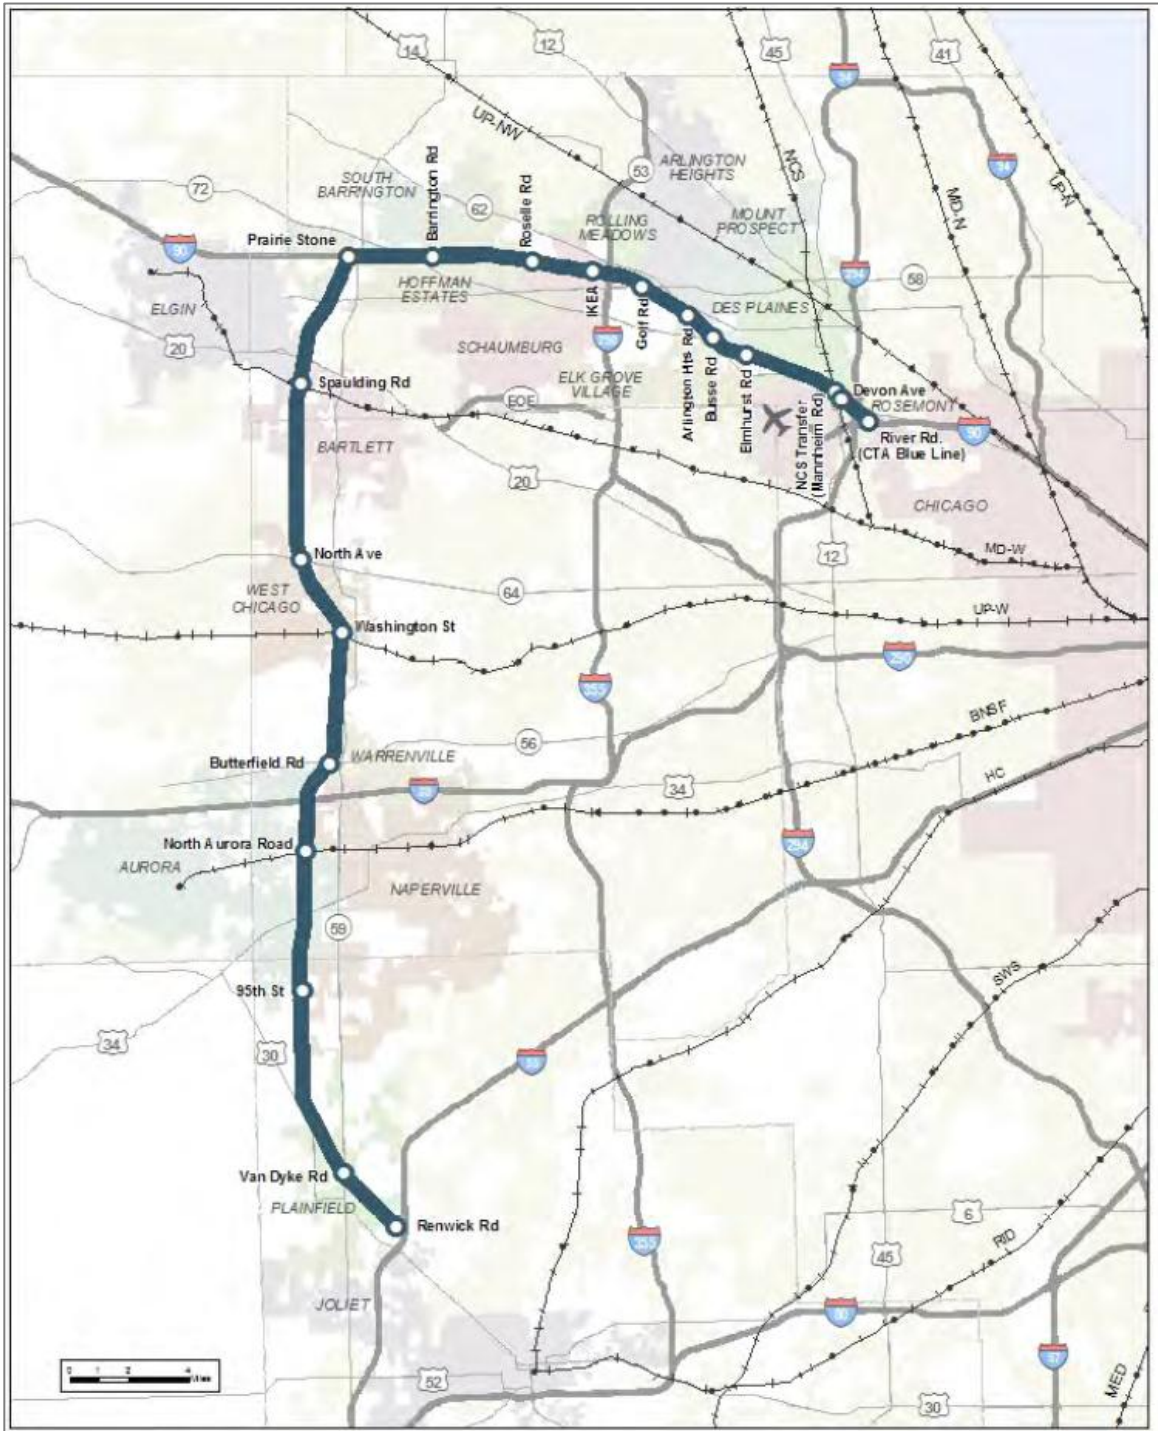 14
12
45
41
94
UP-NW
NCS
MD-N
94
UP-N
ARLINGTON
HEIGHTS
53
SOUTH
BARRINGTON
72
62
Barrington Rd
Roselle Rd
ROLLING
MEADOWS
MOUNT
PROSPECT
Prairie Stone
90
294
58
HOFFMAN
ESTATES
IKEA
Golf Rd
DES PLAINES
ELGIN
20
SCHAUMBURG
Arlington Hts Rd
Busse Rd
Elmhurst Rd
ELK GROVE
VILLAGE
Spaulding Rd
EOE
Devon Ave
ROSEMONT
90
River Rd.
(CTA Blue Line)
NCS Transfer
(Mannheim Rd)
BARTLETT
20
CHICAGO
North Ave
12
MD-W
WEST
CHICAGO
64
UP-W
Washington St
290
355
BNSF
56
WARRENVILLE
Butterfield Rd
34
HC
88
North Aurora Road
294
AURORA
NAPERVILLE
59
95th St
SWS
34
30
55
Van Dyke Rd
PLAINFIELD
Renwick Rd
6
RID
355
45
JOLIET
80
57
0 1 2 4
Miles
52
30
MED